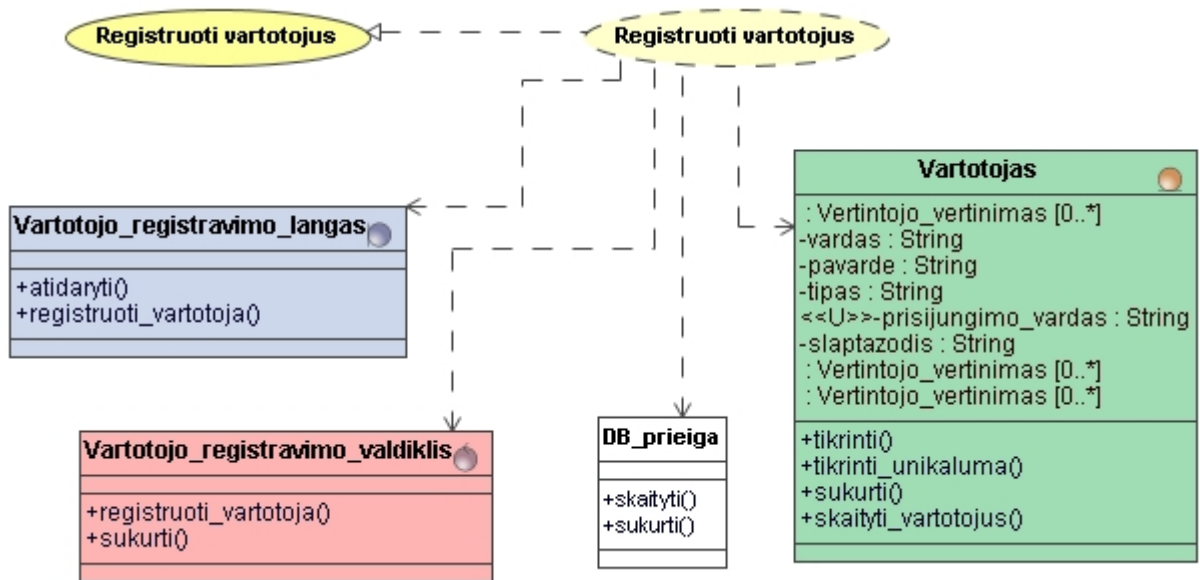 Registruoti vartotojus
Registruoti vartotojus
Vartotojo_registravimo_langas
+atidaryti()
+registruoti_vartotoja()
Vartotojo_registravimo_valdiklis
+registruoti_vartotoja()
+sukurti()
DB_prieiga
+skaityti()
+sukurti()
Vartotojas
: Vertintojo_vertinimas [0..*]
-vardas : String
-pavarde : String
-tipas : String
<<U>>-prisijungimo_vardas : String
-slaptazodis : String
: Vertintojo_vertinimas [0..*]
: Vertintojo_vertinimas [0..*]
+tikrinti()
+tikrinti_unikaluma()
+sukurti()
+skaityti_vartotojus()